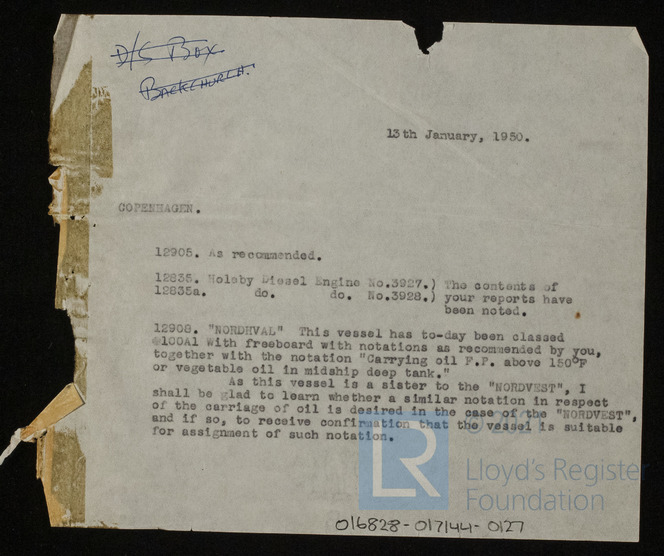 D/S Box
BACKCHURCH.
13th January, 1950.
COPENHAGEN.
12905. As recommended.
12835. Holeby Diesel Engine No.3927.) The contents of
12835a. do. do. No.3928.) your reports have
been noted.
12908. "NORDHVAL" This vessel has to-day been classed
✠100A1 with freeboard with notations as recommended by you,
together with the notation "Carrying oil F.P. above 150°F
or vegetable oil in midship deep tank."
As this vessel is a sister to the "NORDVEST", I
shall be glad to learn whether a similar notation in respect
of the carriage of oil is desired in the case of the "NORDVEST",
and if so, to receive confirmation that the vessel is suitable
for assignment of such notation.
LR
Lloyd's Register
Foundation
016828-017144-0127